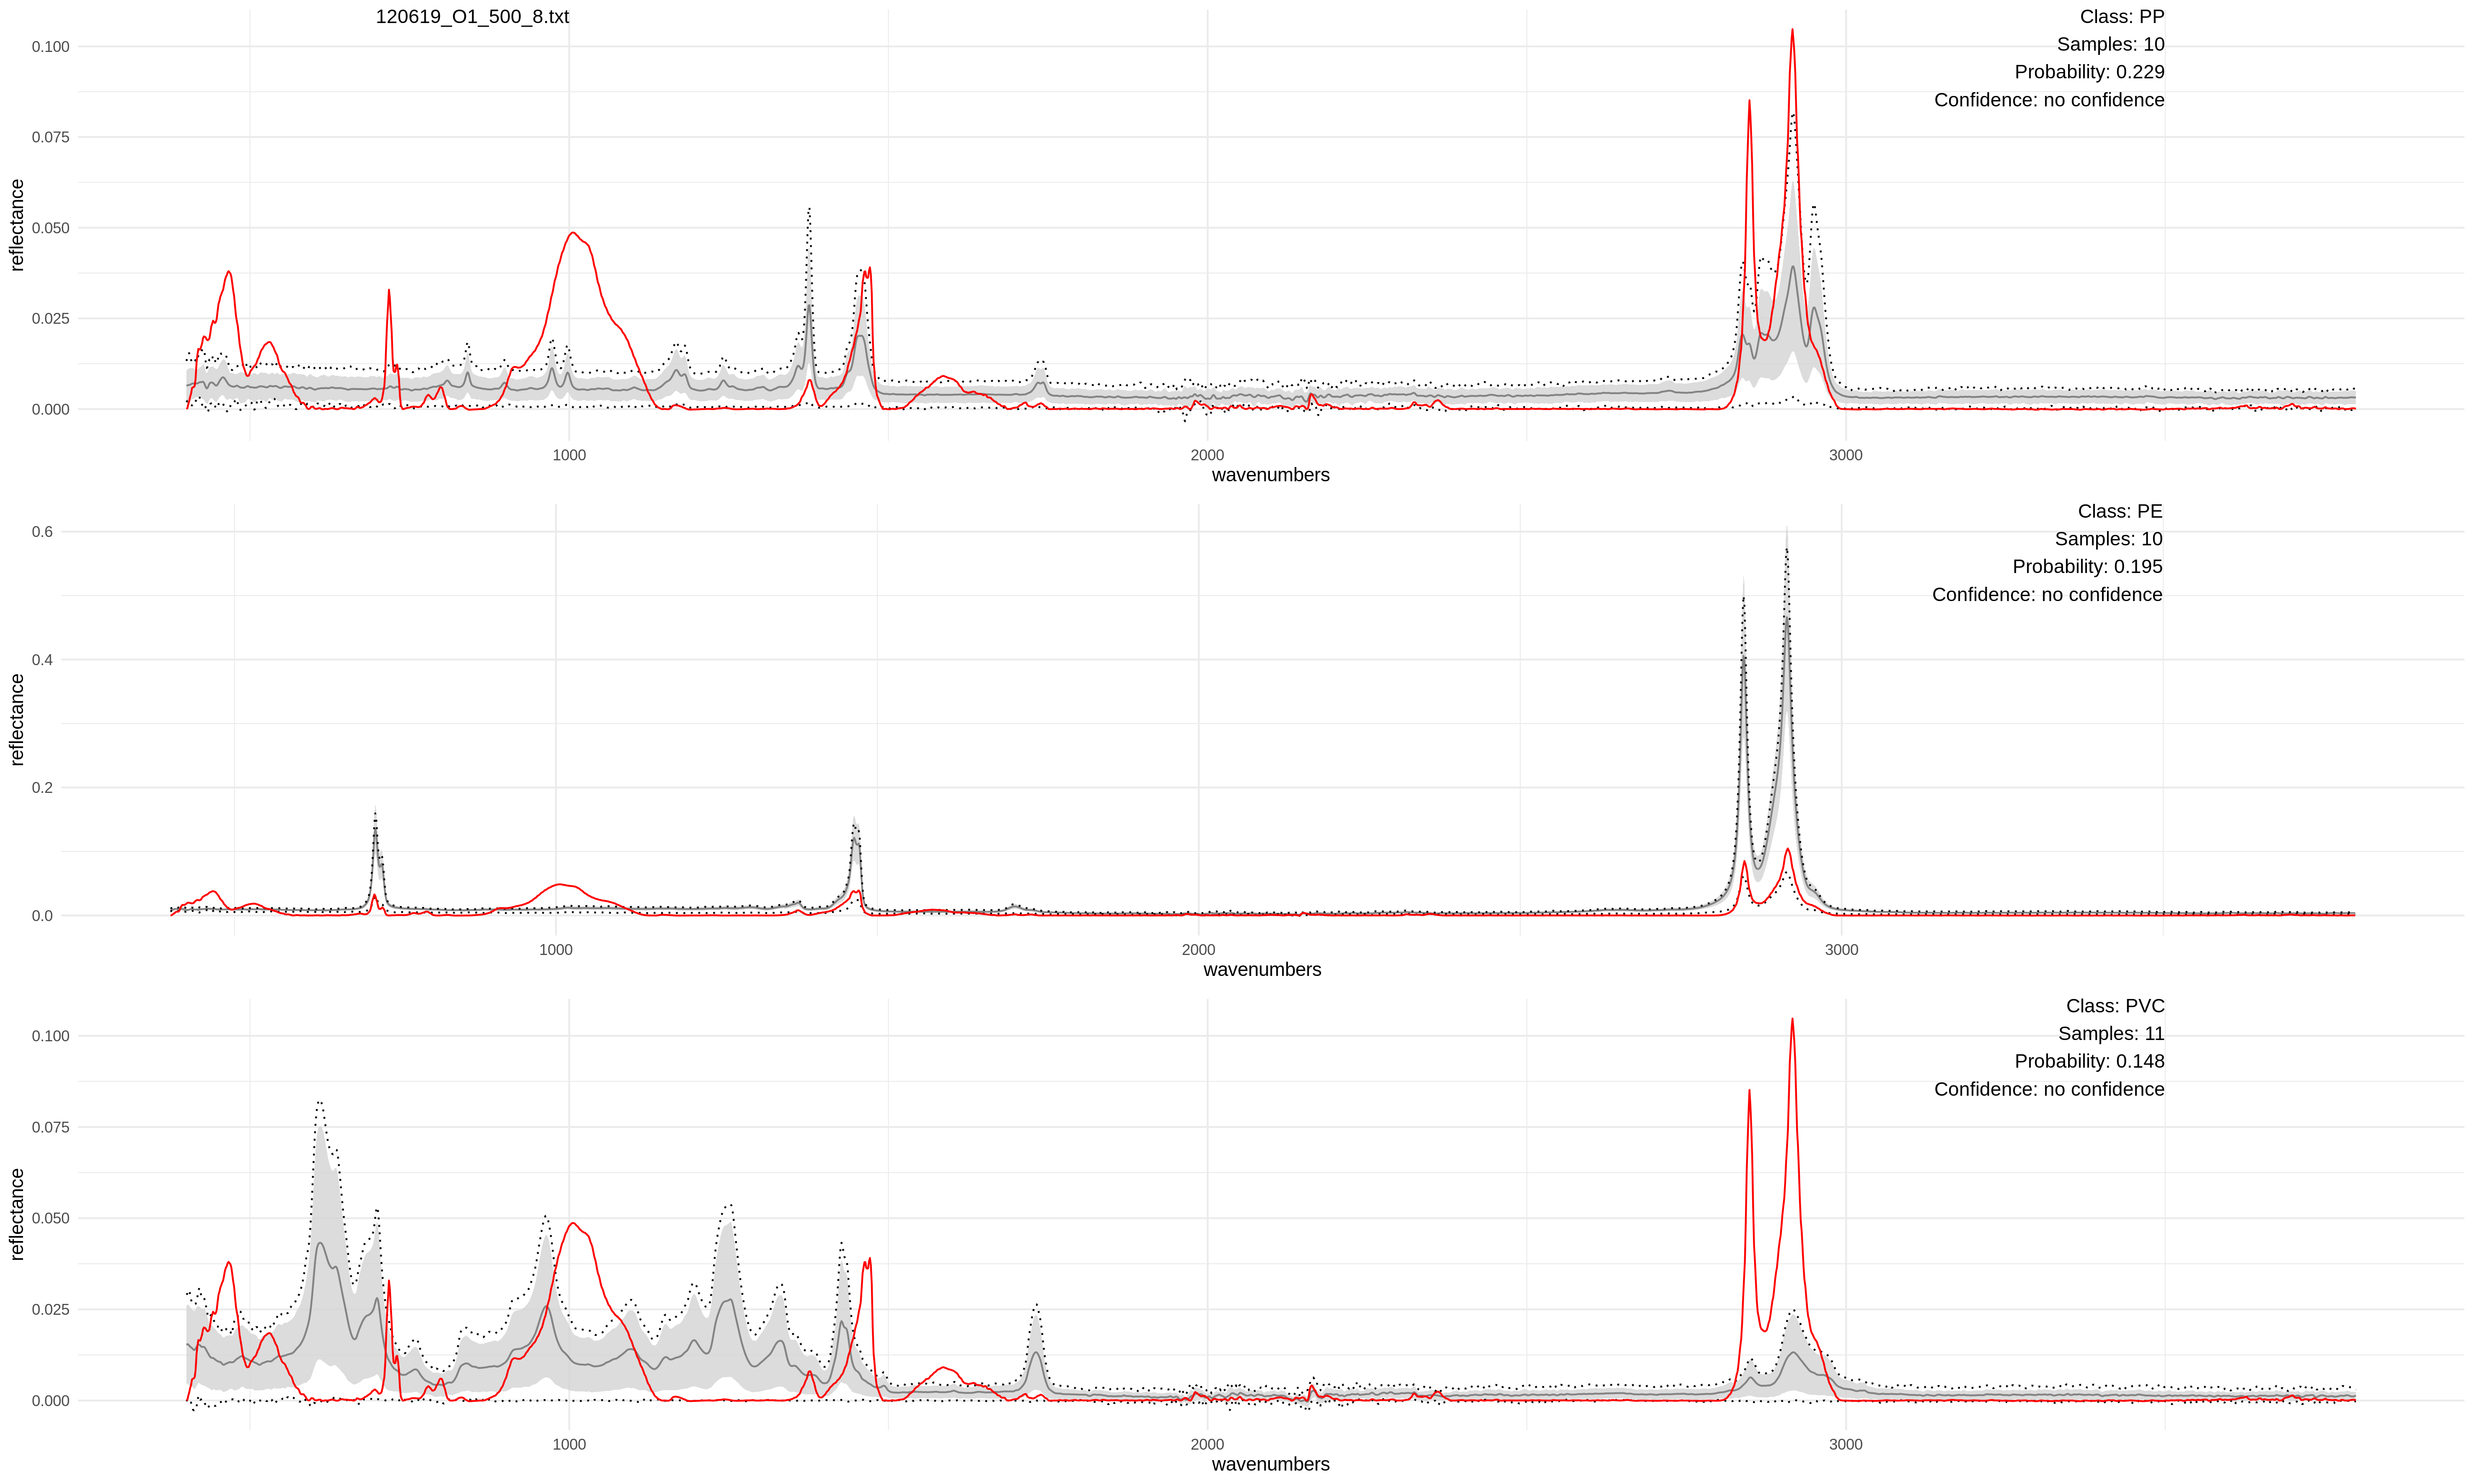 120619_O1_500_8.txt
Class: PP
Samples: 10
Probability: 0.229
Confidence: no confidence
0.100
0.075
0.050
0.025
0.000
reflectance
1000
2000
3000
wavenumbers
Class: PE
Samples: 10
Probability: 0.195
Confidence: no confidence
0.6
0.4
0.2
0.0
reflectance
1000
2000
3000
wavenumbers
Class: PVC
Samples: 11
Probability: 0.148
Confidence: no confidence
0.100
0.075
0.050
0.025
0.000
reflectance
1000
2000
3000
wavenumbers